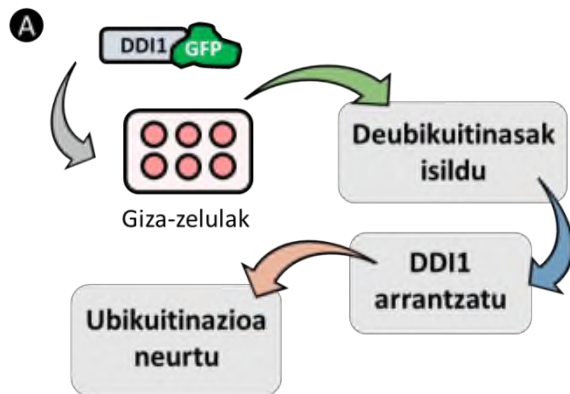 A
DDI1 GFP
Giza-zelulak
Deubikuitinasak
isildu
DDI1
arrantzatu
Ubikuitinazioa
neurtu